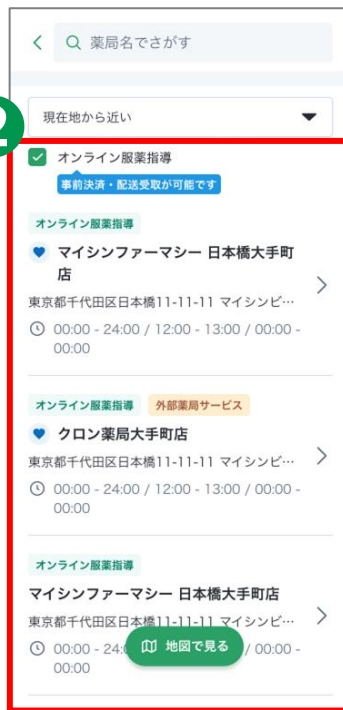 薬局名でさがす
2
現在地から近い
オンライン服薬指導
事前決済・配送受取が可能です
オンライン服薬指導
マイシンファーマシー 日本橋大手町
店
東京都千代田区日本橋11-11-11 マイシンビ…
00:00 - 24:00 / 12:00 - 13:00 / 00:00 -
00:00
オンライン服薬指導 外部薬局サービス
クロン薬局大手町店
東京都千代田区日本橋11-11-11 マイシンビ…
00:00 - 24:00 / 12:00 - 13:00 / 00:00 -
00:00
オンライン服薬指導
マイシンファーマシー 日本橋大手町店
東京都千代田区日本橋11-11-11 マイシンビ…
00:00 - 24: 地図で見る / 00:00 -
00:00